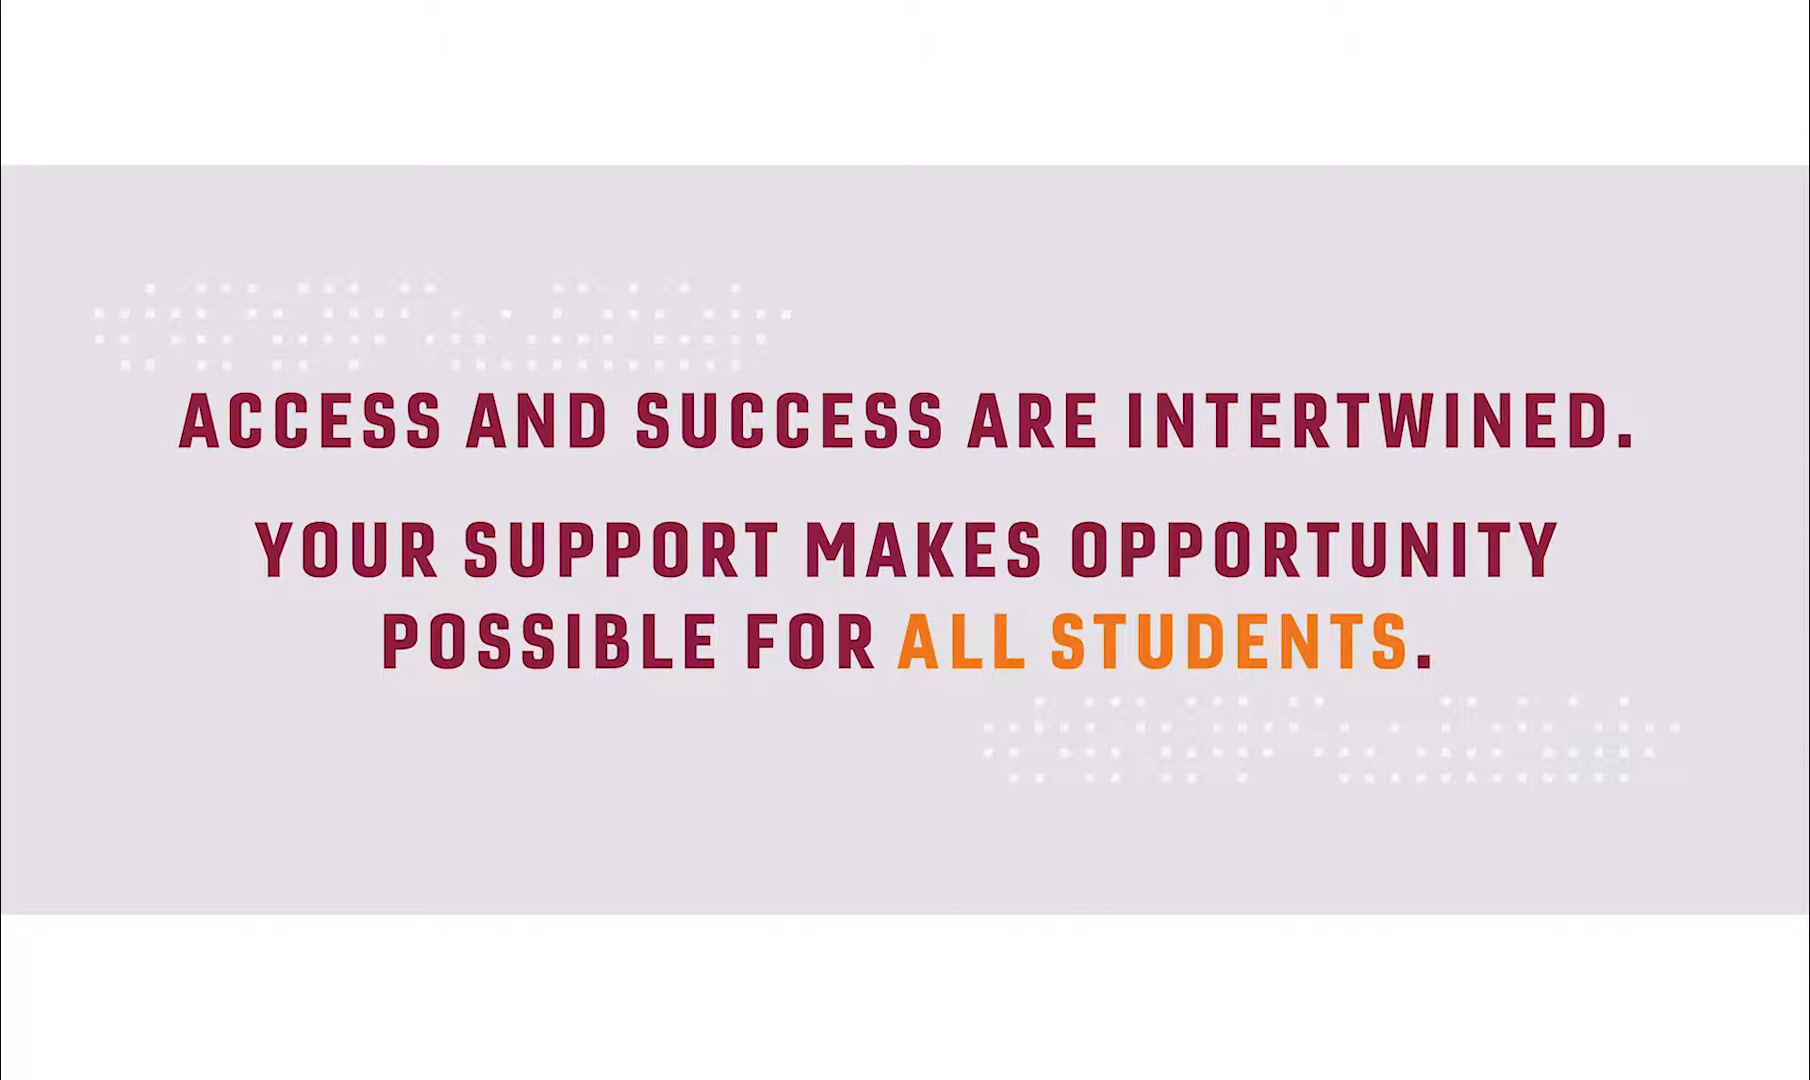 ACCESS AND SUCCESS ARE INTERTWINED.
YOUR SUPPORT MAKES OPPORTUNITY
POSSIBLE FOR ALL STUDENTS.